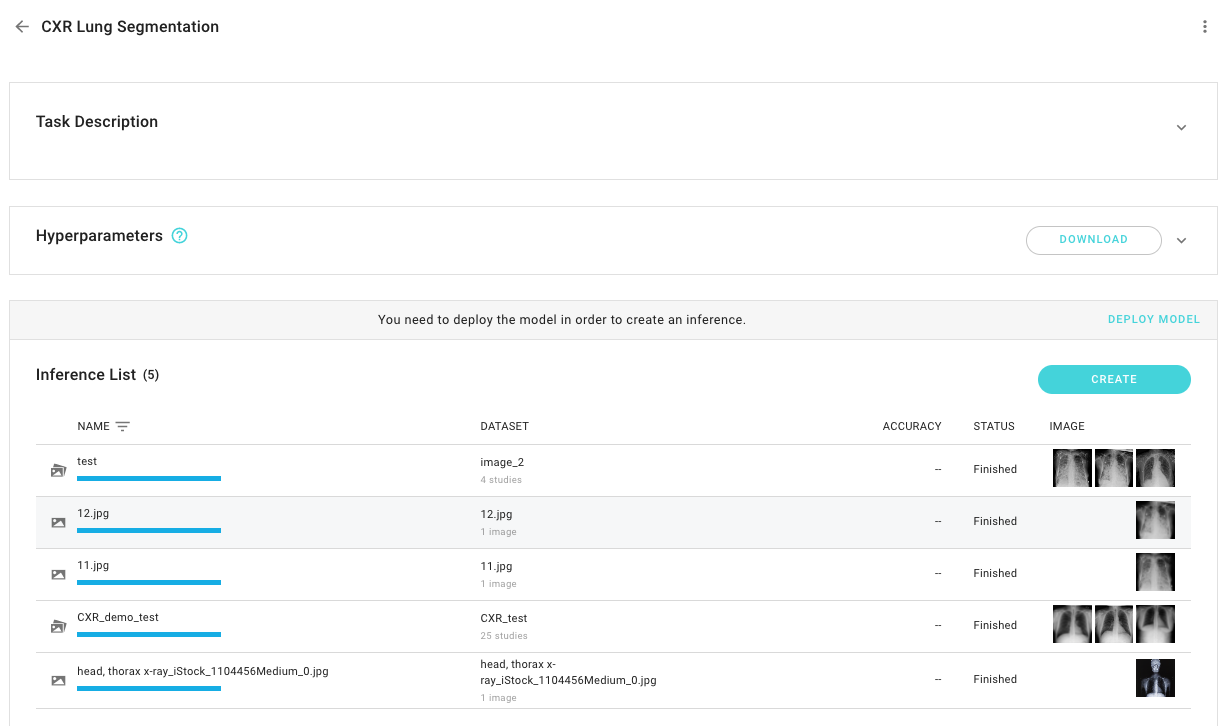 CXR Lung Segmentation
Task Description
Hyperparameters ?
DOWNLOAD
You need to deploy the model in order to create an inference.
DEPLOY MODEL
Inference List (5)
CREATE
NAME DATASET ACCURACY STATUS IMAGE
test image_2 -- Finished
4 studies
12.jpg 12.jpg -- Finished
1 image
11.jpg 11.jpg -- Finished
1 image
CXR_demo_test CXR_test -- Finished
25 studies
head, thorax x-ray_iStock_1104456Medium_0.jpg head, thorax x-
ray_iStock_1104456Medium_0.jpg -- Finished
1 image